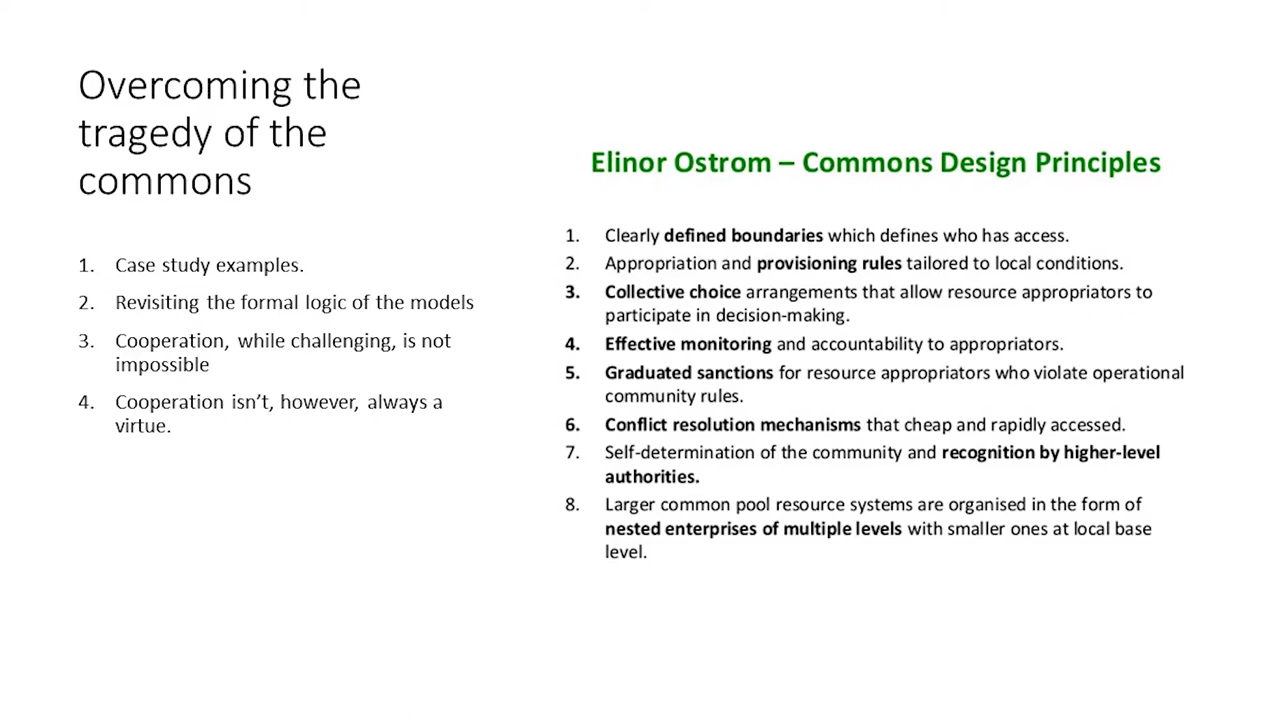 Overcoming the
tragedy of the
commons
1. Case study examples.
2. Revisiting the formal logic of the models
3. Cooperation, while challenging, is not
impossible
4. Cooperation isn't, however, always a
virtue.
Elinor Ostrom – Commons Design Principles
1. Clearly defined boundaries which defines who has access.
2. Appropriation and provisioning rules tailored to local conditions.
3. Collective choice arrangements that allow resource appropriators to
participate in decision-making.
4. Effective monitoring and accountability to appropriators.
5. Graduated sanctions for resource appropriators who violate operational
community rules.
6. Conflict resolution mechanisms that cheap and rapidly accessed.
7. Self-determination of the community and recognition by higher-level
authorities.
8. Larger common pool resource systems are organised in the form of
nested enterprises of multiple levels with smaller ones at local base
level.